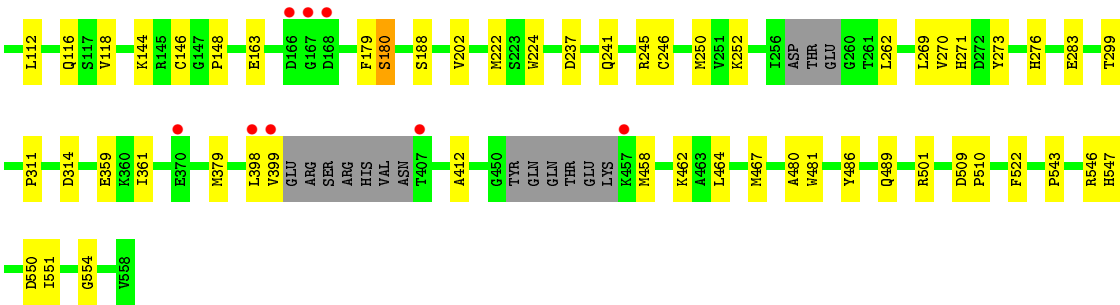 L112 Q116 S117 V118 K144 R145 C146 G147 P148 E163 D166 G167 D168 F179 S180 S188 V202 M222 S223 W224 D237 Q241 R245 C246 M250 V251 K252 I256 ASP THR GLU G260 T261 L262 L269 V270 H271 D272 Y273 H276 E283 T299
P311 D314 E359 K360 I361 E370 M379 L398 V399 GLU ARG SER ARG HIS VAL ASN T407 A412 G450 TYR GLN GLN THR GLU LYS K457 M458 K462 A463 L464 M467 A480 W481 Y486 Q489 R501 D509 P510 F522 P543 R546 H547
D550 I551 G554 V558